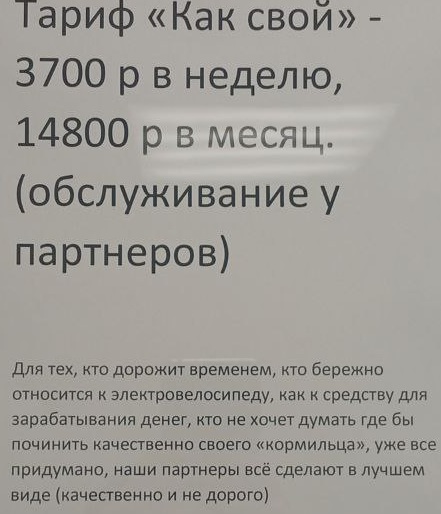 Тариф «Как свой» -
3700 р в неделю,
14800 р в месяц.
(обслуживание у
партнеров)
Для тех, кто дорожит временем, кто бережно
относится к электровелосипеду, как к средству для
зарабатывания денег, кто не хочет думать где бы
починить качественно своего «кормильца», уже все
придумано, наши партнеры всё сделают в лучшем
виде (качественно и не дорого)